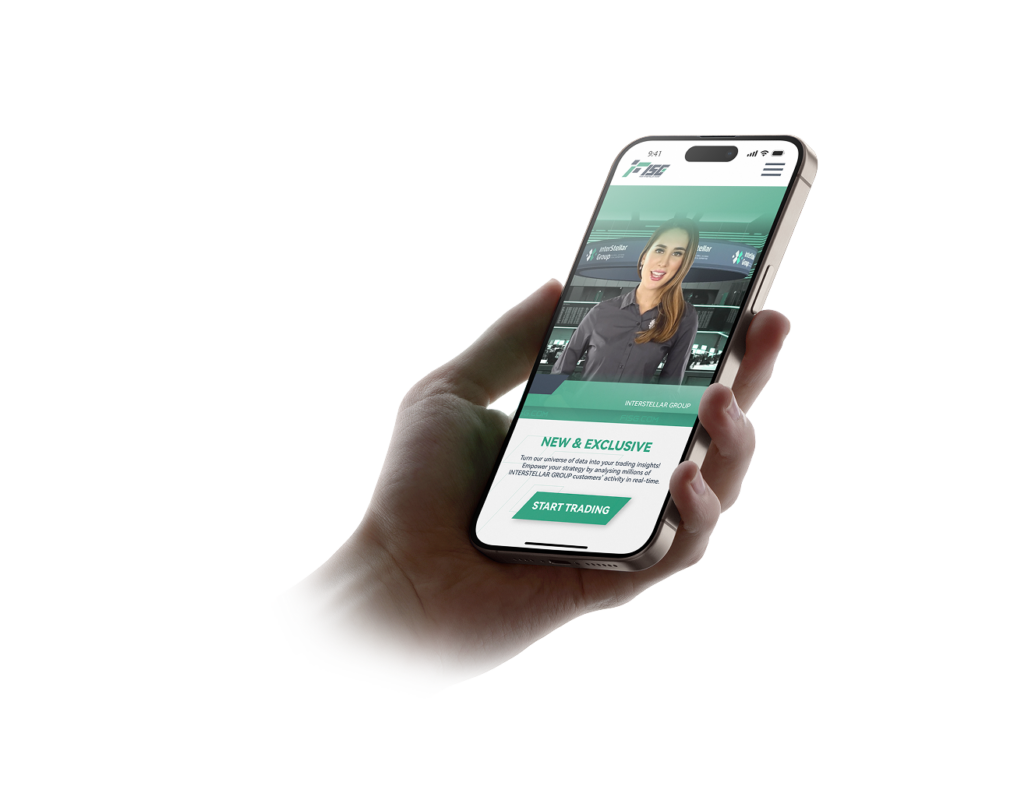 9:41
ISG
InterStellar
Group
Stellar
NEW & EXCLUSIVE
INTERSTELLAR GROUP
Turn our universe of data into your trading insights!
Empower your strategy by analysing millions of
INTERSTELLAR GROUP customers' activity in real-time.
START TRADING